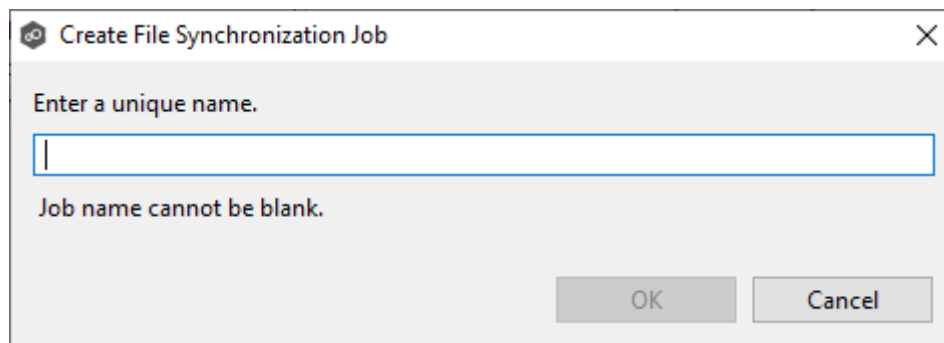 Create File Synchronization Job
Enter a unique name.
Job name cannot be blank.
OK Cancel